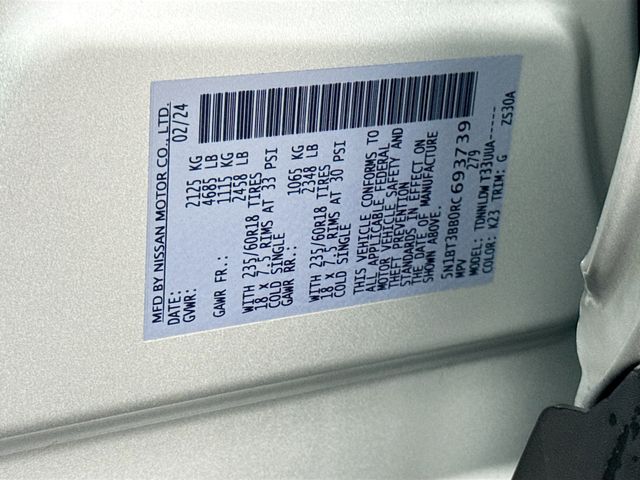 MFD BY NISSAN MOTOR CO., LTD.
DATE: 02/24
GVWR: 2125 KG
4685 LB
GAWR FR.: 1115 KG
2458 LB
WITH 235/60R18 TIRES
18 X 7.5 RIMS AT 33 PSI
COLD SINGLE
GAWR RR.: 1065 KG
2348 LB
WITH 235/60R18 TIRES
18 X 7.5 RIMS AT 30 PSI
COLD SINGLE
THIS VEHICLE CONFORMS TO
ALL APPLICABLE FEDERAL
MOTOR VEHICLE SAFETY AND
THEFT PREVENTION
STANDARDS IN EFFECT ON
THE DATE OF MANUFACTURE
SHOWN ABOVE.
5N1BT3BB0RC693739
MPV 279
MODEL: TDNNLDW T33UUA-----
COLOR: K23 TRIM: G ZS30A